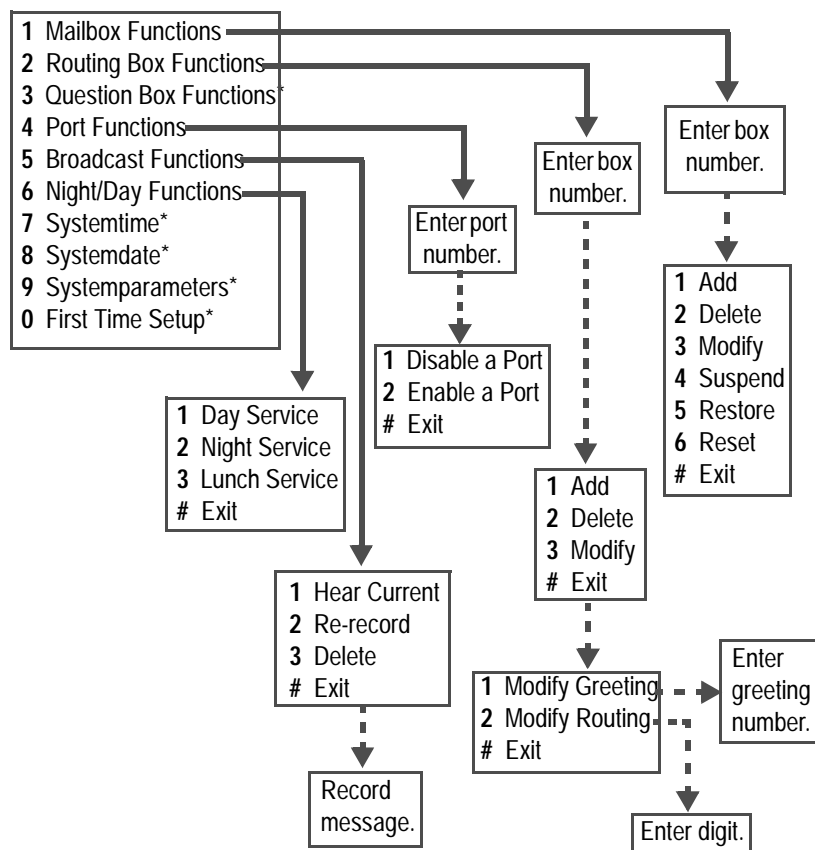 1 Mailbox Functions
2 Routing Box Functions
3 Question Box Functions*
4 Port Functions
5 Broadcast Functions
6 Night/Day Functions
7 Systemtime*
8 Systemdate*
9 Systemparameters*
0 First Time Setup*
Enter box
number.
1 Add
2 Delete
3 Modify
4 Suspend
5 Restore
6 Reset
# Exit
Enter box
number.
1 Add
2 Delete
3 Modify
# Exit
1 Modify Greeting
2 Modify Routing
# Exit
Enter
greeting
number.
Enter digit.
Enter port
number.
1 Disable a Port
2 Enable a Port
# Exit
1 Day Service
2 Night Service
3 Lunch Service
# Exit
1 Hear Current
2 Re-record
3 Delete
# Exit
Record
message.